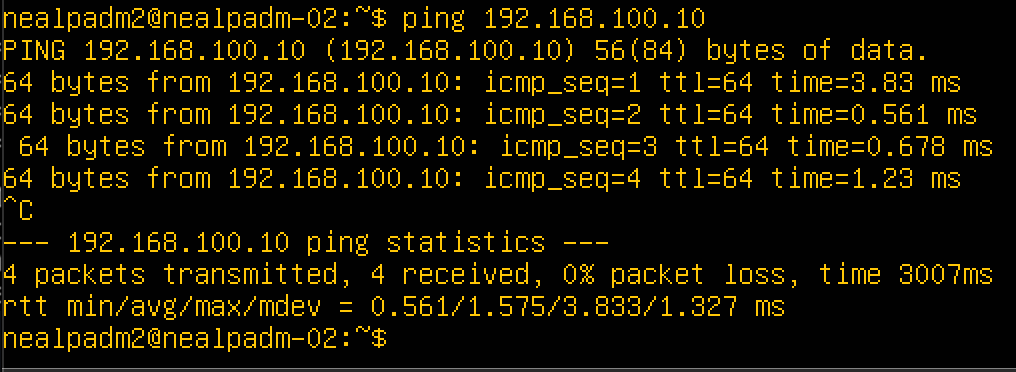 nealpadm2@nealpadm-02:~$ ping 192.168.100.10
PING 192.168.100.10 (192.168.100.10) 56(84) bytes of data.
64 bytes from 192.168.100.10: icmp_seq=1 ttl=64 time=3.83 ms
64 bytes from 192.168.100.10: icmp_seq=2 ttl=64 time=0.561 ms
 64 bytes from 192.168.100.10: icmp_seq=3 ttl=64 time=0.678 ms
64 bytes from 192.168.100.10: icmp_seq=4 ttl=64 time=1.23 ms
^C
--- 192.168.100.10 ping statistics ---
4 packets transmitted, 4 received, 0% packet loss, time 3007ms
rtt min/avg/max/mdev = 0.561/1.575/3.833/1.327 ms
nealpadm2@nealpadm-02:~$